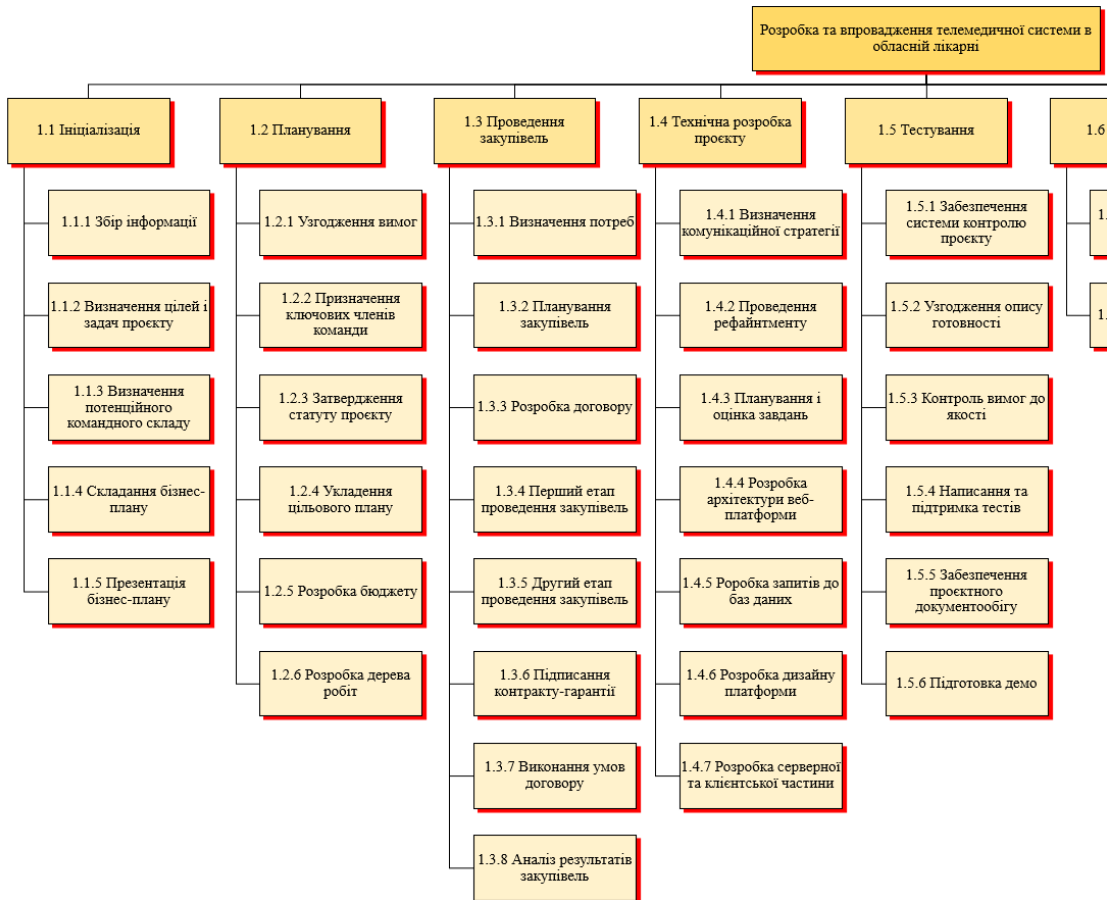 Розробка та впровадження телемедичної системи в
обласній лікарні
1.1 Ініціалізація
1.1.1 Збір інформації
1.1.2 Визначення цілей і
задач проєкту
1.1.3 Визначення
потенційного
командного складу
1.1.4 Складання бізнес-
плану
1.1.5 Презентація
бізнес-плану
1.2 Планування
1.2.1 Узгодження вимог
1.2.2 Призначення
ключових членів
команди
1.2.3 Затвердження
статуту проєкту
1.2.4 Укладення
цільового плану
1.2.5 Розробка бюджету
1.2.6 Розробка дерева
робіт
1.3 Проведення
закупівель
1.3.1 Визначення потреб
1.3.2 Планування
закупівель
1.3.3 Розробка договору
1.3.4 Перший етап
проведення закупівель
1.3.5 Другий етап
проведення закупівель
1.3.6 Підписання
контракту-гарантії
1.3.7 Виконання умов
договору
1.3.8 Аналіз результатів
закупівель
1.4 Технічна розробка
проєкту
1.4.1 Визначення
комунікаційної стратегії
1.4.2 Проведення
рефайнтменту
1.4.3 Планування і
оцінка завдань
1.4.4 Розробка
архітектури веб-
платформи
1.4.5 Роробка запитів до
баз даних
1.4.6 Розробка дизайну
платформи
1.4.7 Розробка серверної
та клієнтської частини
1.5 Тестування
1.5.1 Забезпечення
системи контролю
проєкту
1.5.2 Узгодження опису
готовності
1.5.3 Контроль вимог до
якості
1.5.4 Написання та
підтримка тестів
1.5.5 Забезпечення
проєктного
документообігу
1.5.6 Підготовка демо
1.6
1.
1.